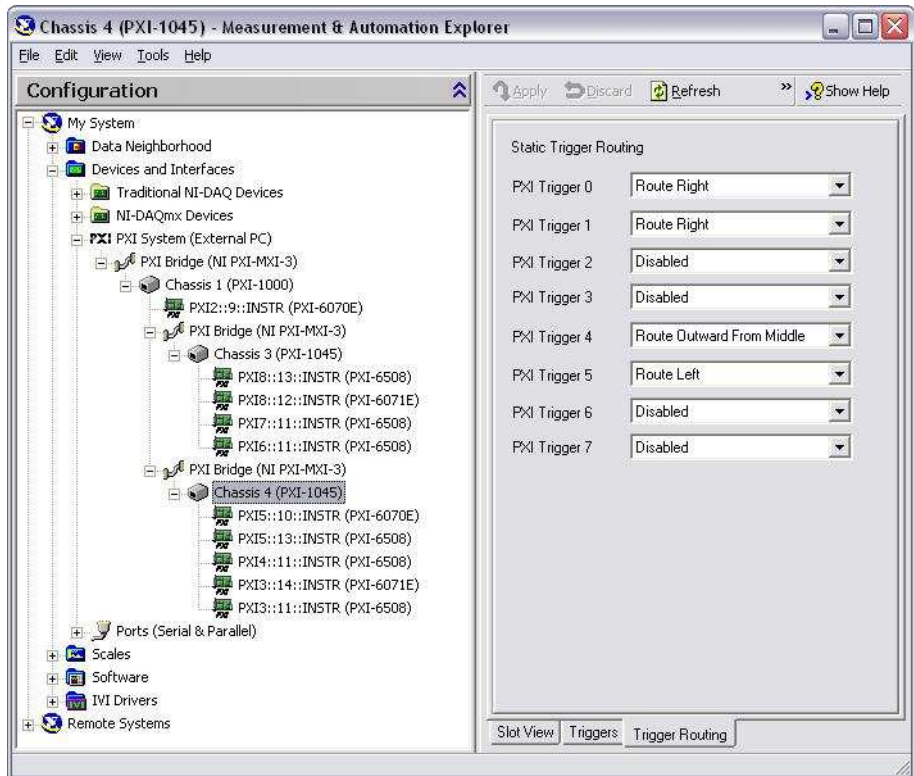 Chassis 4 (PXI-1045) - Measurement & Automation Explorer
File Edit View Tools Help
Configuration
My System
Data Neighborhood
Devices and Interfaces
Traditional NI-DAQ Devices
NI-DAQmx Devices
PXI PXI System (External PC)
PXI Bridge (NI PXI-MXI-3)
Chassis 1 (PXI-1000)
PXI2::9::INSTR (PXI-6070E)
PXI Bridge (NI PXI-MXI-3)
Chassis 3 (PXI-1045)
PXI8::13::INSTR (PXI-6508)
PXI8::12::INSTR (PXI-6071E)
PXI7::11::INSTR (PXI-6508)
PXI6::11::INSTR (PXI-6508)
PXI Bridge (NI PXI-MXI-3)
Chassis 4 (PXI-1045)
PXI5::10::INSTR (PXI-6070E)
PXI5::13::INSTR (PXI-6508)
PXI4::11::INSTR (PXI-6508)
PXI3::14::INSTR (PXI-6071E)
PXI3::11::INSTR (PXI-6508)
Ports (Serial & Parallel)
Scales
Software
IVI Drivers
Remote Systems
Apply Discard Refresh » Show Help
Static Trigger Routing
PXI Trigger 0 Route Right
PXI Trigger 1 Route Right
PXI Trigger 2 Disabled
PXI Trigger 3 Disabled
PXI Trigger 4 Route Outward From Middle
PXI Trigger 5 Route Left
PXI Trigger 6 Disabled
PXI Trigger 7 Disabled
Slot View Triggers Trigger Routing